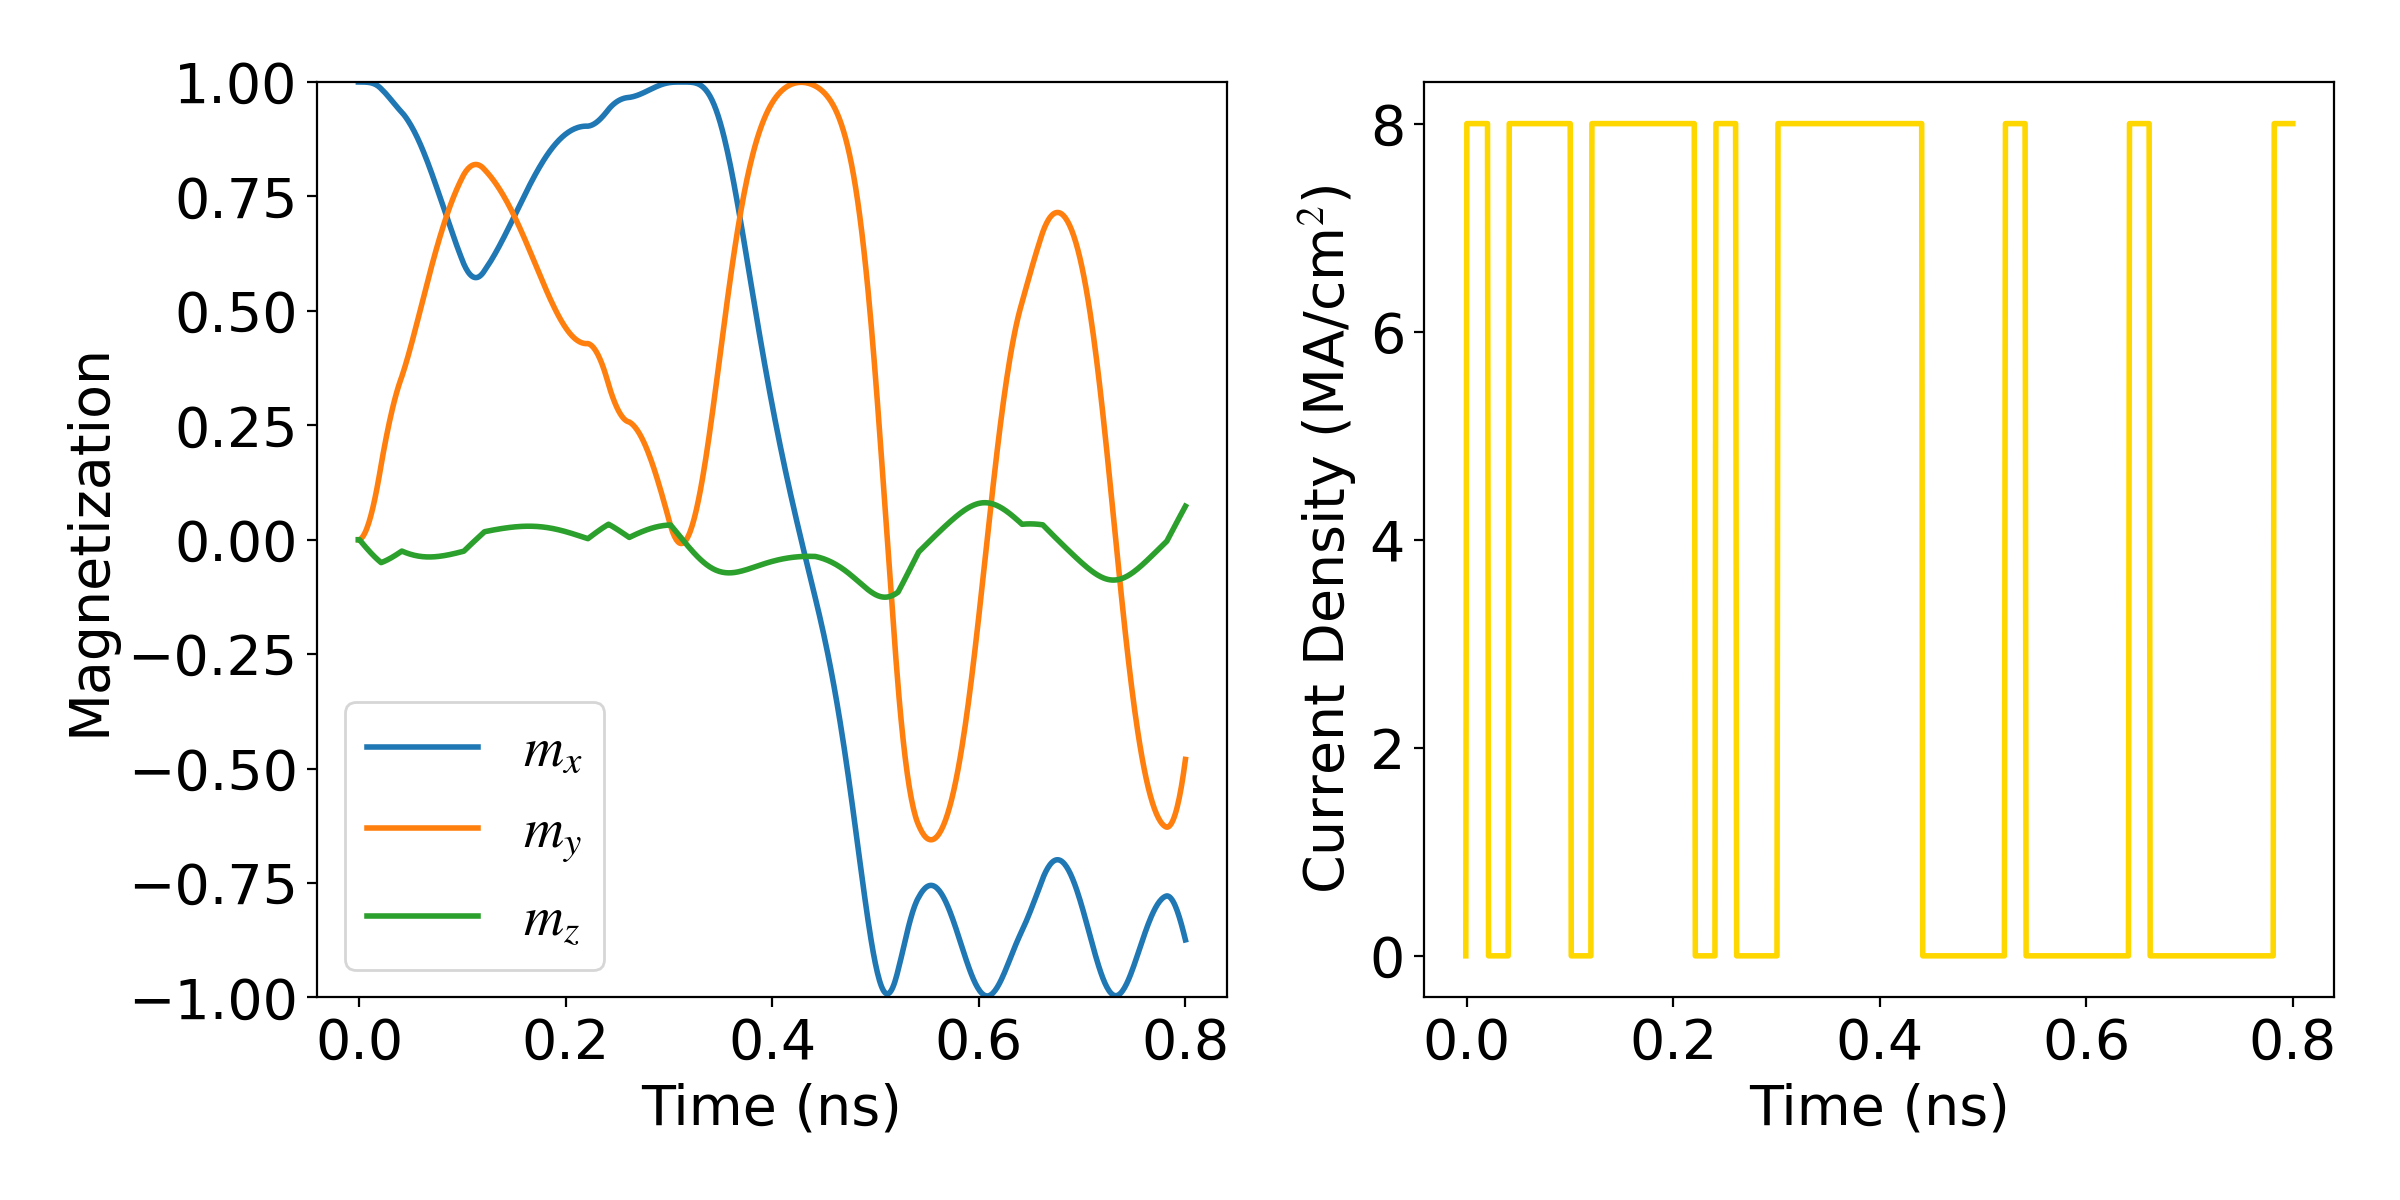 Magnetization
1.00
0.75
0.50
0.25
0.00
−0.25
−0.50
−0.75
−1.00
m_x
m_y
m_z
0.0 0.2 0.4 0.6 0.8
Time (ns)
Current Density (MA/cm²)
8
6
4
2
0
0.0 0.2 0.4 0.6 0.8
Time (ns)